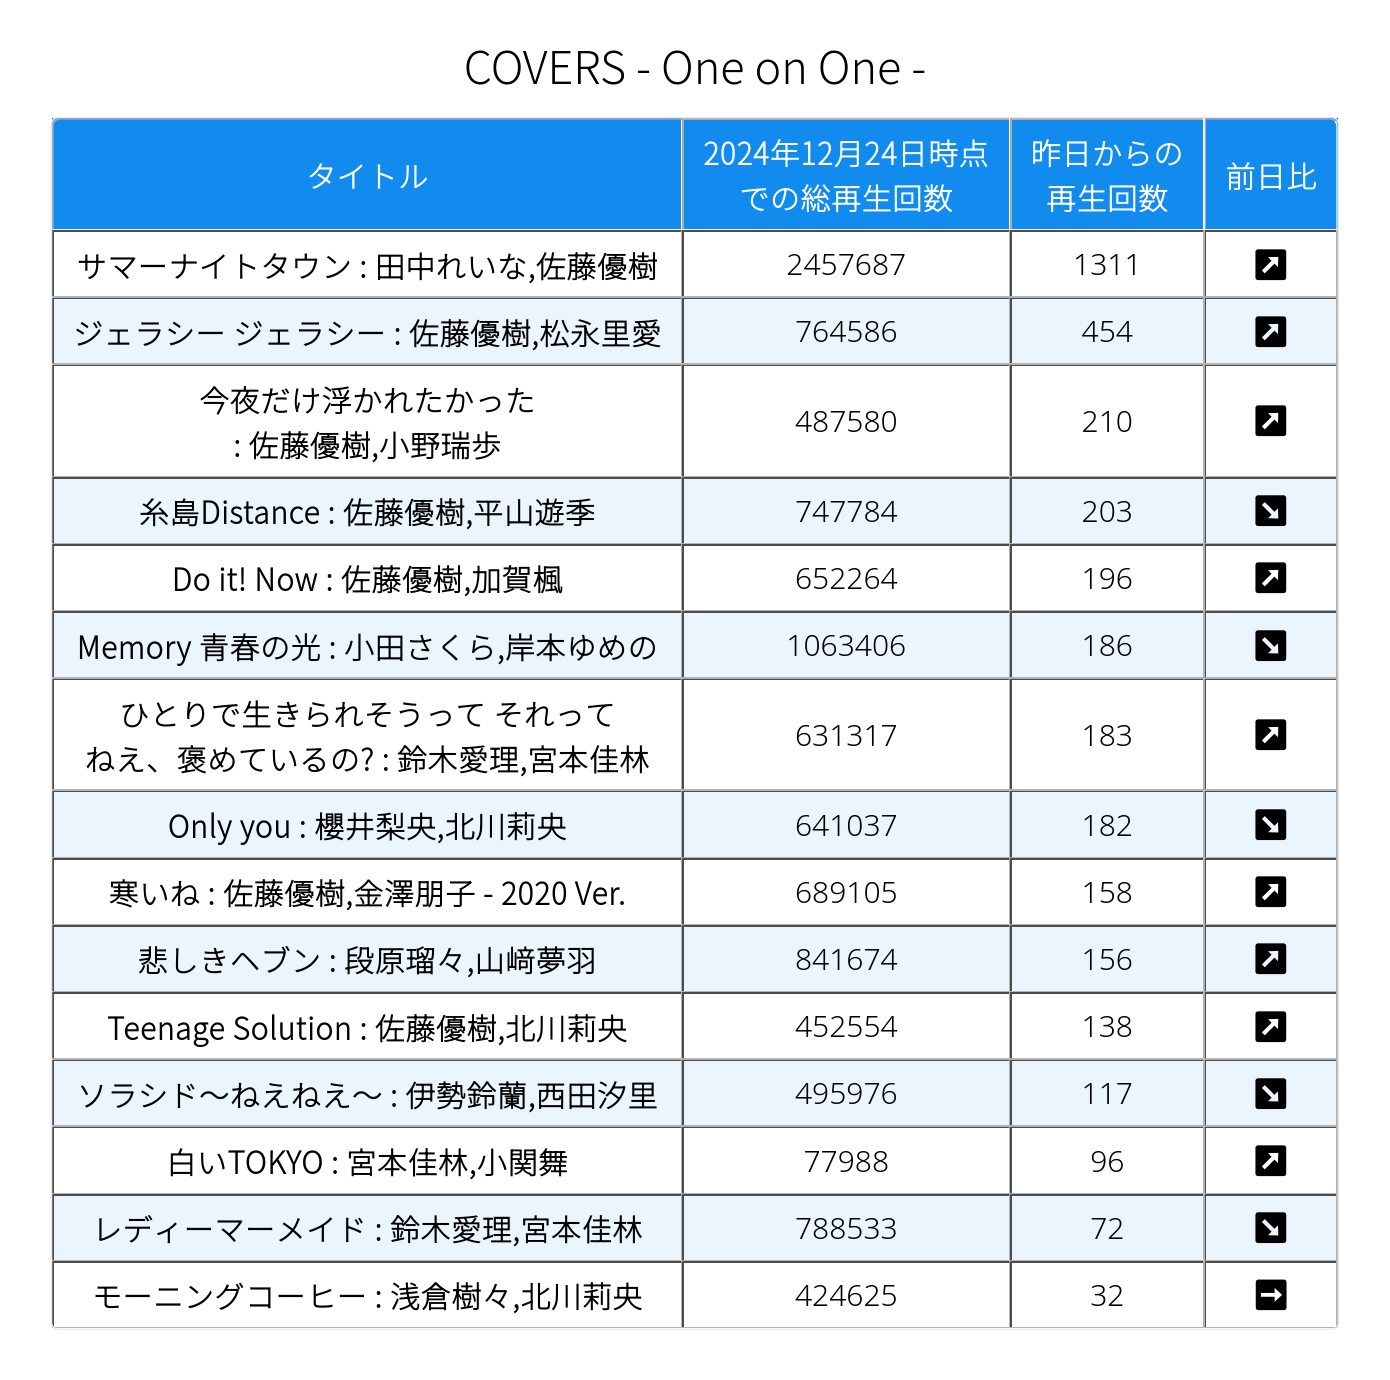 COVERS - One on One -
タイトル
2024年12月24日時点
での総再生回数
昨日からの
再生回数
前日比
サマーナイトタウン : 田中れいな,佐藤優樹 2457687 1311
ジェラシー ジェラシー : 佐藤優樹,松永里愛 764586 454
今夜だけ浮かれたかった
: 佐藤優樹,小野瑞歩 487580 210
糸島Distance : 佐藤優樹,平山遊季 747784 203
Do it! Now : 佐藤優樹,加賀楓 652264 196
Memory 青春の光 : 小田さくら,岸本ゆめの 1063406 186
ひとりで生きられそうって それって
ねえ、褒めているの? : 鈴木愛理,宮本佳林 631317 183
Only you : 櫻井梨央,北川莉央 641037 182
寒いね : 佐藤優樹,金澤朋子 - 2020 Ver. 689105 158
悲しきヘブン : 段原瑠々,山﨑夢羽 841674 156
Teenage Solution : 佐藤優樹,北川莉央 452554 138
ソラシド〜ねえねえ〜 : 伊勢鈴蘭,西田汐里 495976 117
白いTOKYO : 宮本佳林,小関舞 77988 96
レディーマーメイド : 鈴木愛理,宮本佳林 788533 72
モーニングコーヒー : 浅倉樹々,北川莉央 424625 32